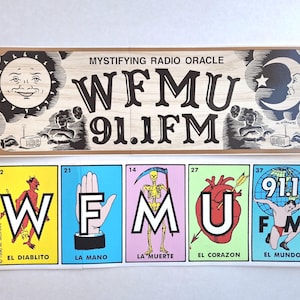 MYSTIFYING RADIO ORACLE
WFMU
91.1FM
2 21 14 27 37
W F M U 91.1 FM
EL DIABLITO LA MANO LA MUERTE EL CORAZON EL MUNDO